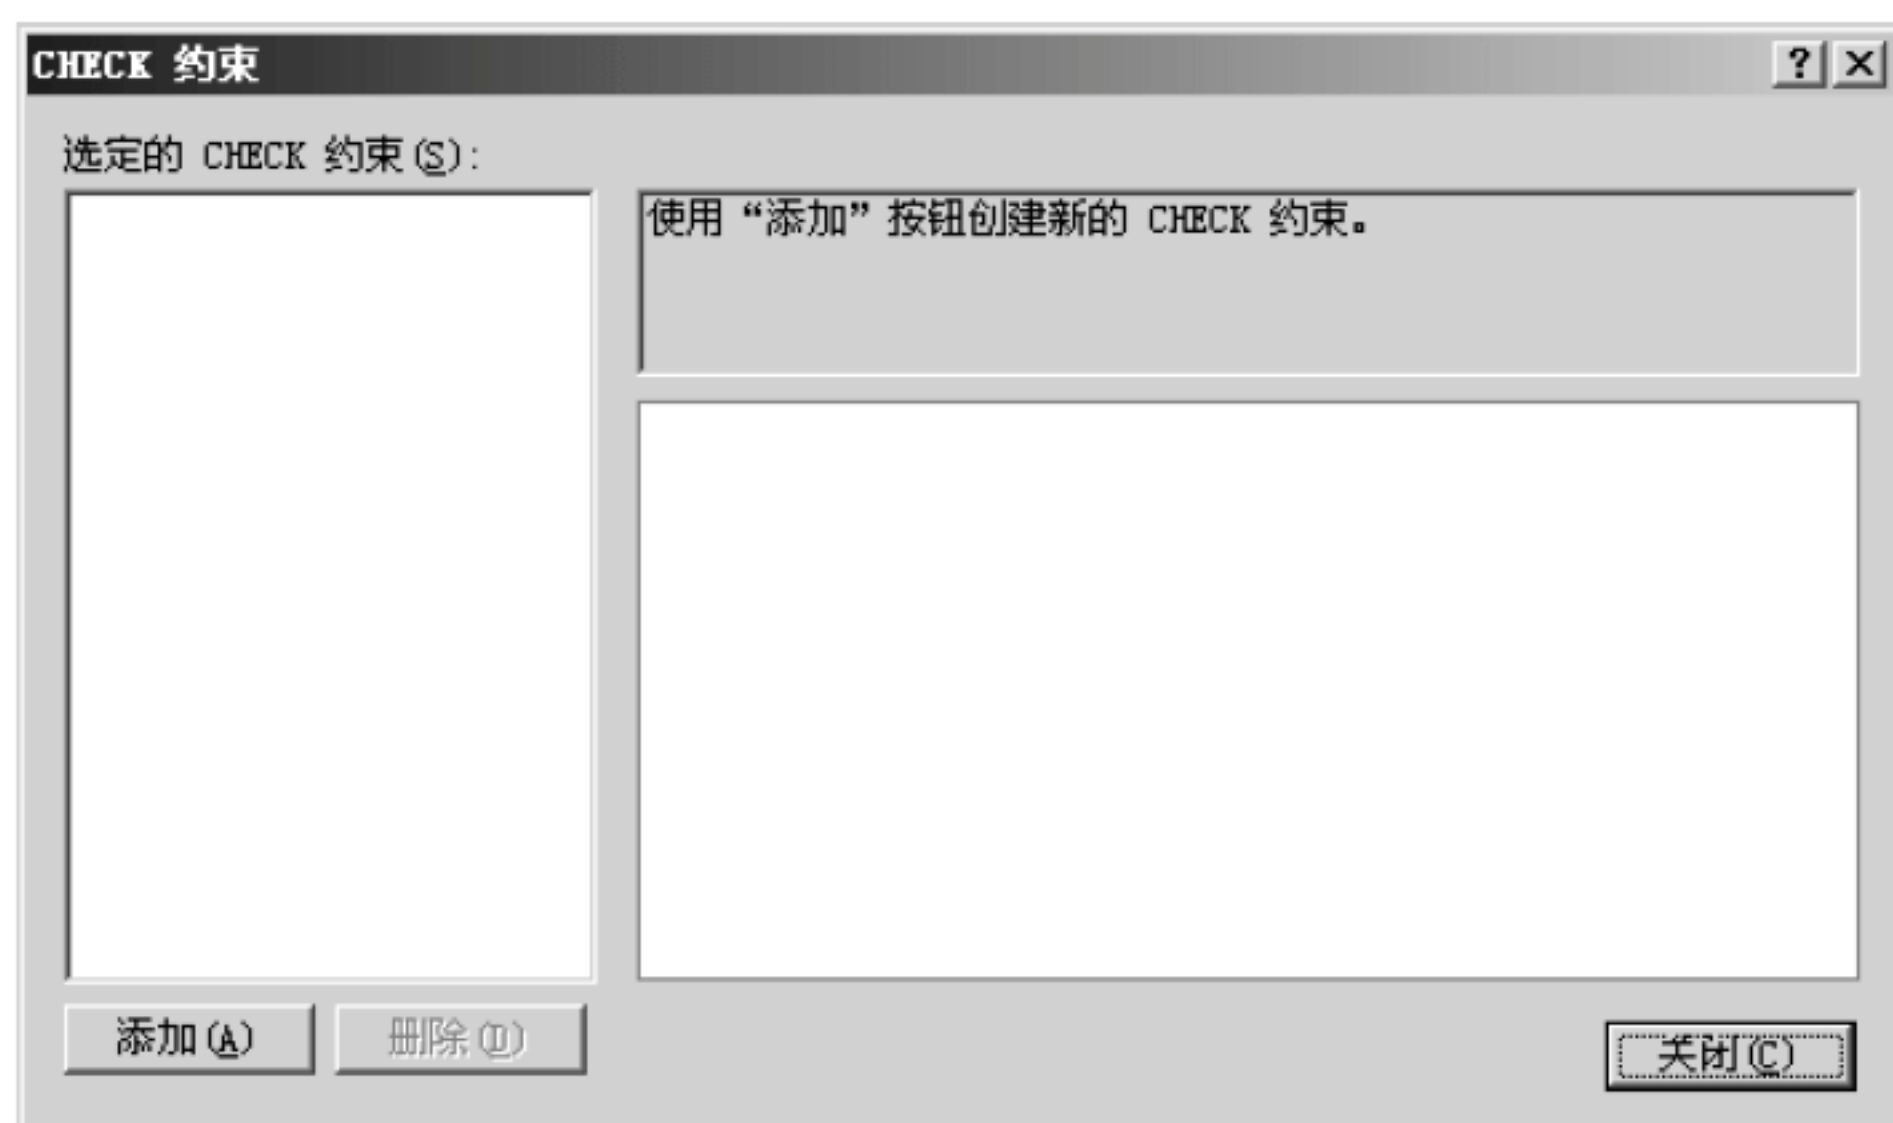 CHECK 约束
选定的 CHECK 约束(S):
使用“添加”按钮创建新的 CHECK 约束。
添加(A)
删除(D)
关闭(C)